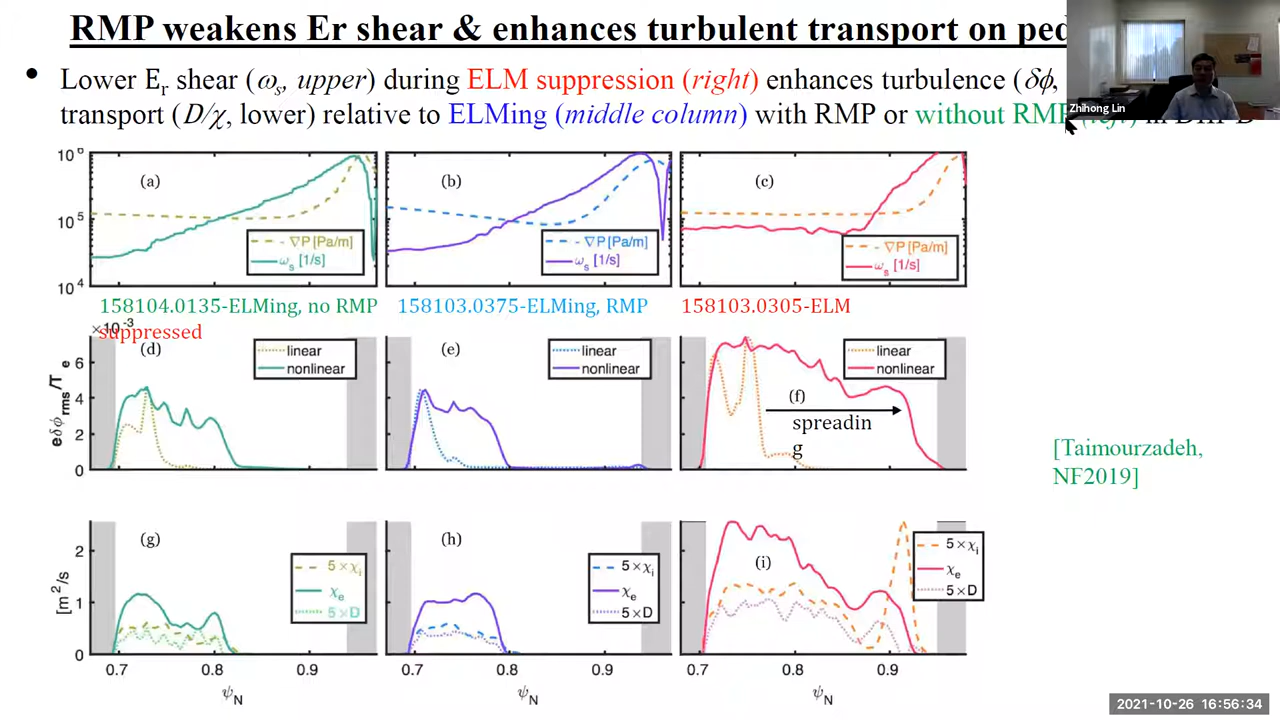 RMP weakens Er shear & enhances turbulent transport on ped
• Lower Er shear (ωs, upper) during ELM suppression (right) enhances turbulence (δϕ,
transport (D/χ, lower) relative to ELMing (middle column) with RMP or without RMP (left) in DIII-D
Zhihong Lin
10⁶
10⁵
10⁴
(a)
- ∇P [Pa/m]
ωs [1/s]
(b)
- ∇P [Pa/m]
ωs [1/s]
(c)
- ∇P [Pa/m]
ωs [1/s]
158104.0135-ELMing, no RMP
158103.0375-ELMing, RMP
158103.0305-ELM
suppressed
×10⁻³
eδϕrms/Te
6
4
2
0
(d)
linear
nonlinear
(e)
linear
nonlinear
(f)
linear
nonlinear
spreadin
g
[Taimourzadeh,
NF2019]
[m²/s]
2
1
0
(g)
5×χi
χe
5×D
(h)
5×χi
χe
5×D
(i)
5×χi
χe
5×D
0.7 0.8 0.9
0.7 0.8 0.9
0.7 0.8 0.9
ψN
ψN
ψN
2021-10-26 16:56:34